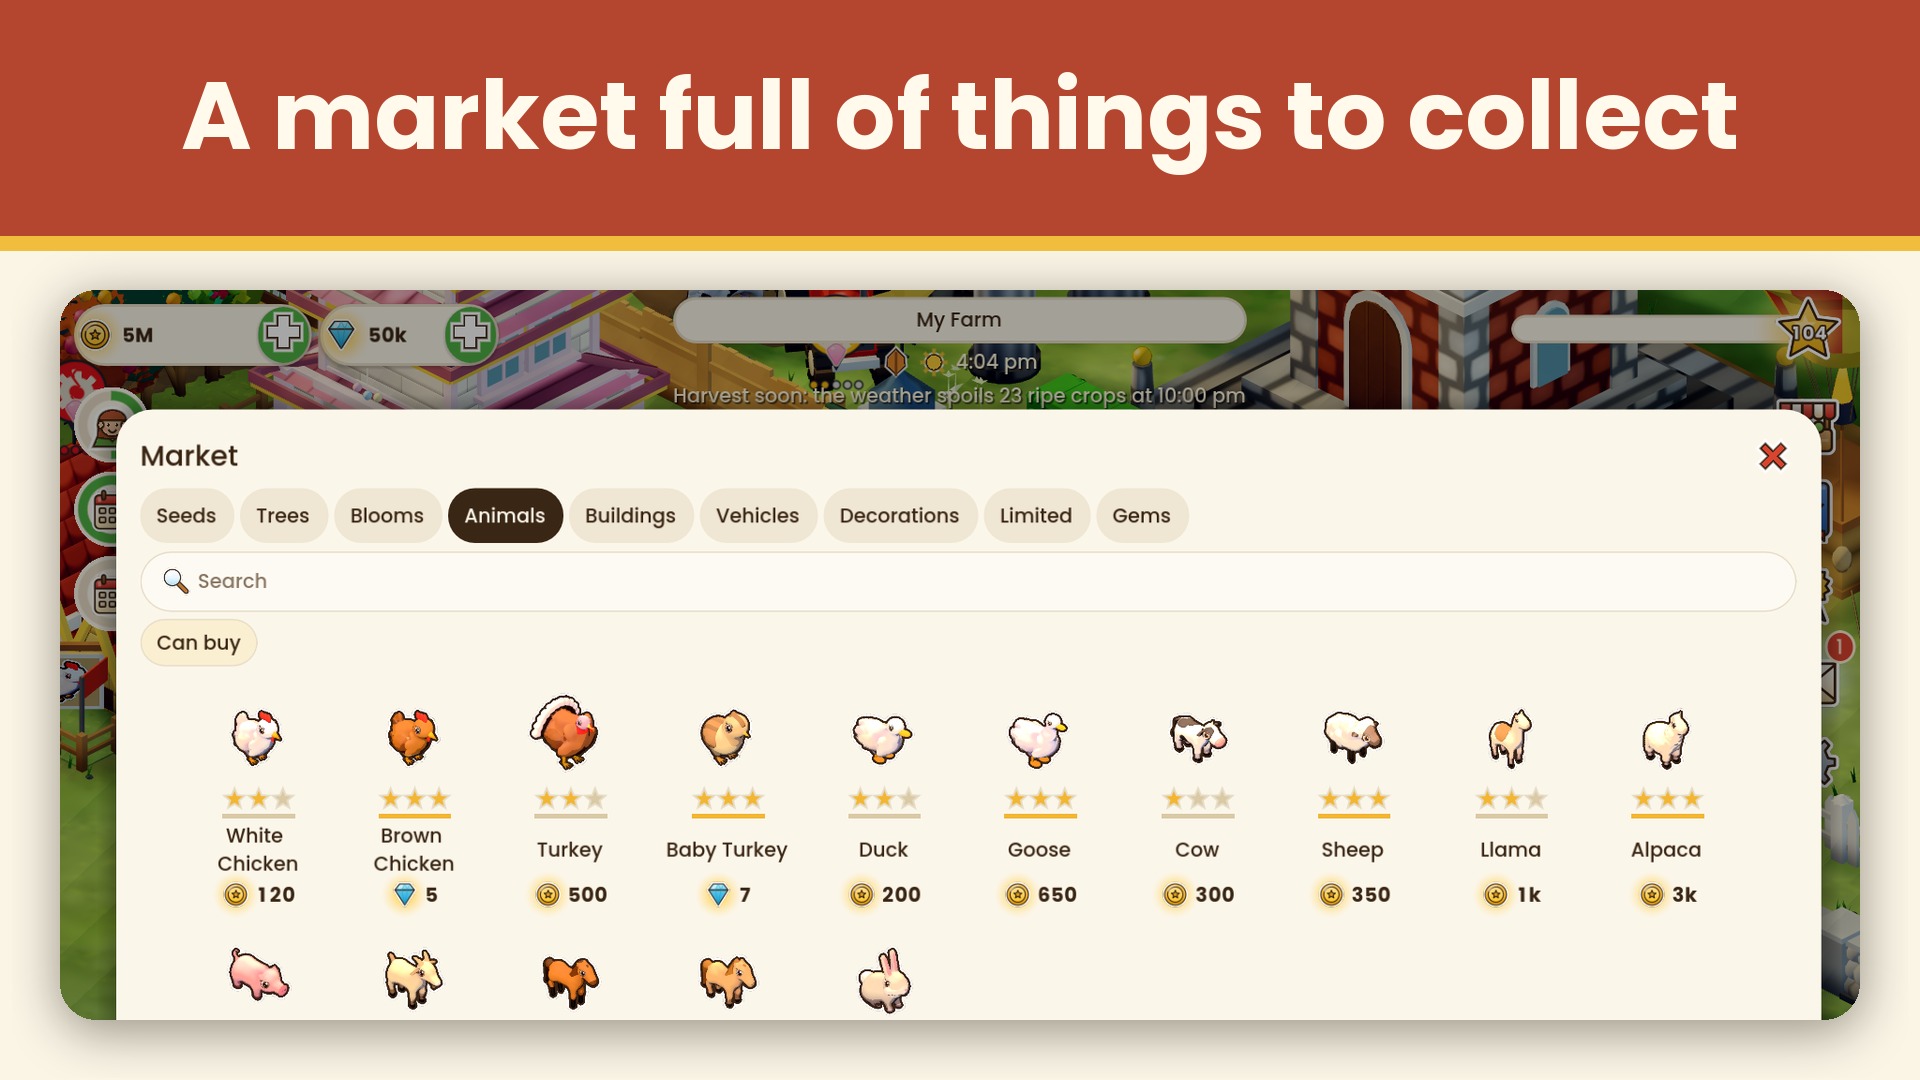 A market full of things to collect
5M
50k
My Farm
104
4:04 pm
Harvest soon: the weather spoils 23 ripe crops at 10:00 pm
Market
Seeds
Trees
Blooms
Animals
Buildings
Vehicles
Decorations
Limited
Gems
Search
Can buy
1
White Chicken
Brown Chicken
Turkey
Baby Turkey
Duck
Goose
Cow
Sheep
Llama
Alpaca
120
5
500
7
200
650
300
350
1k
3k